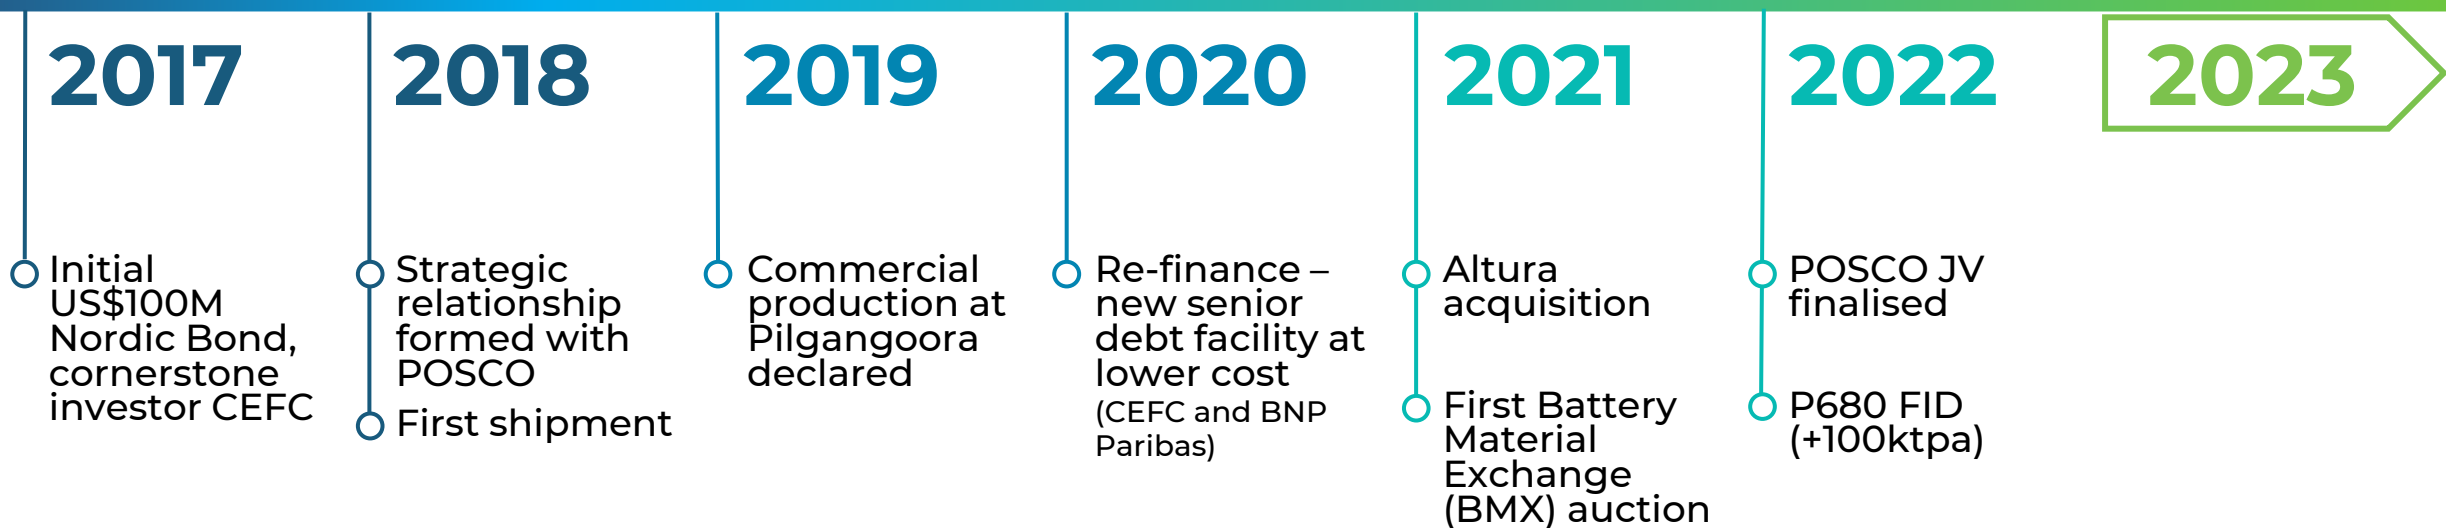 2017
Initial
US$100M
Nordic Bond,
cornerstone
investor CEFC
2018
Strategic
relationship
formed with
POSCO
First shipment
2019
Commercial
production at
Pilgangoora
declared
2020
Re-finance –
new senior
debt facility at
lower cost
(CEFC and BNP
Paribas)
2021
Altura
acquisition
First Battery
Material
Exchange
(BMX) auction
2022
POSCO JV
finalised
P680 FID
(+100ktpa)
2023